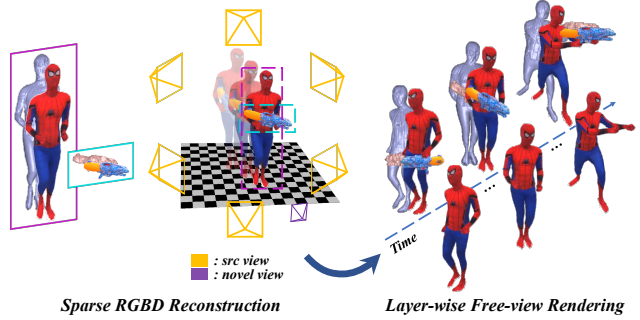 : src view
: novel view
Time
...
...
Sparse RGBD Reconstruction
Layer-wise Free-view Rendering